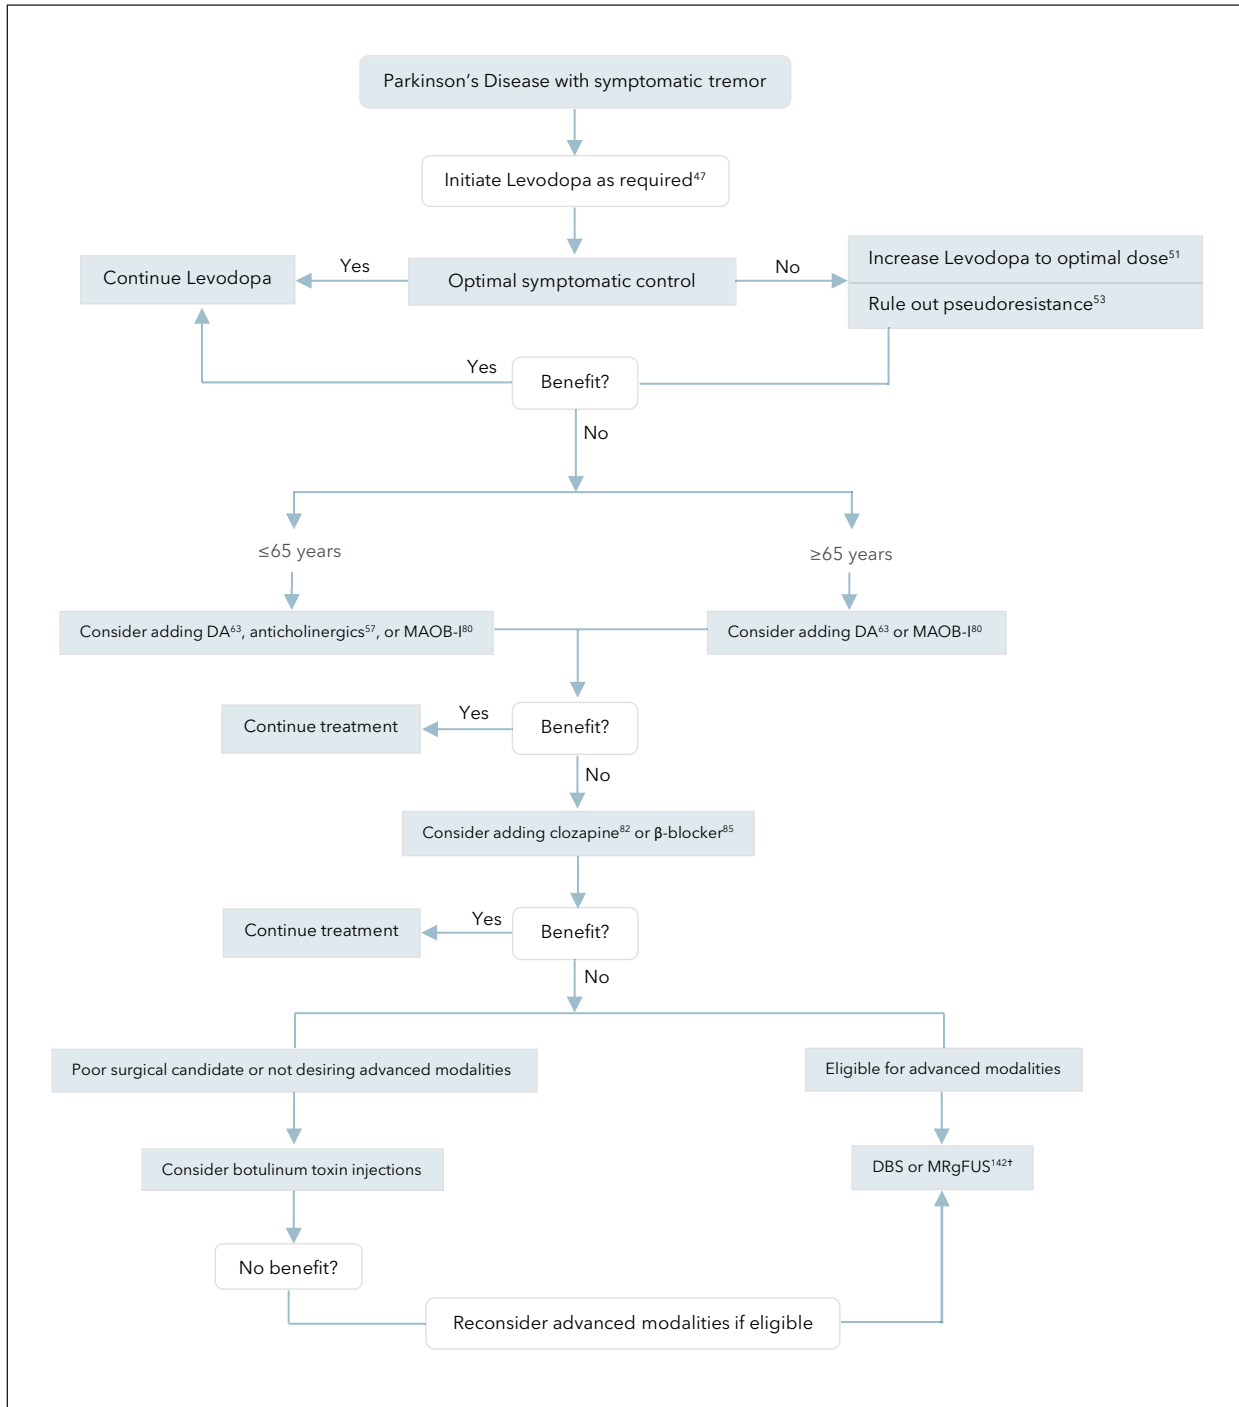 Parkinson's Disease with symptomatic tremor
Initiate Levodopa as required47
Continue Levodopa
Yes
Optimal symptomatic control
No
Increase Levodopa to optimal dose51
Rule out pseudoresistance53
Yes
Benefit?
No
≤65 years
≥65 years
Consider adding DA63, anticholinergics57, or MAOB-I80
Consider adding DA63 or MAOB-I80
Continue treatment
Yes
Benefit?
No
Consider adding clozapine82 or β-blocker85
Continue treatment
Yes
Benefit?
No
Poor surgical candidate or not desiring advanced modalities
Eligible for advanced modalities
Consider botulinum toxin injections
DBS or MRgFUS142†
No benefit?
Reconsider advanced modalities if eligible